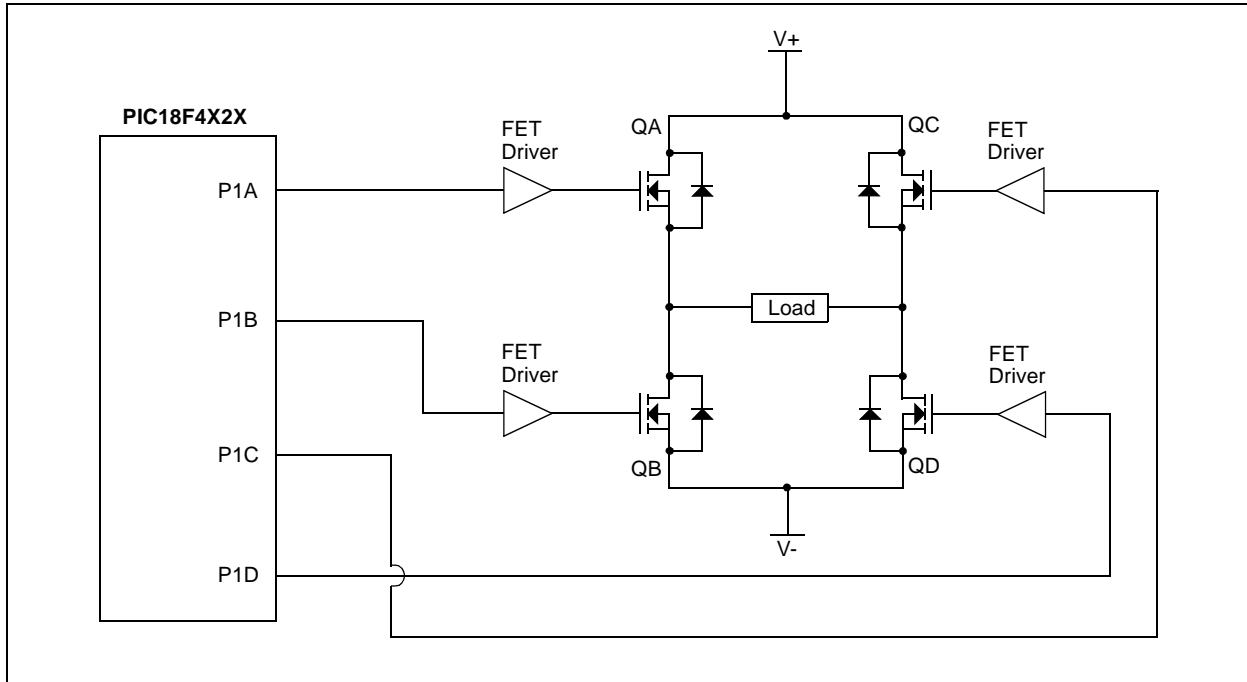 V+
PIC18F4X2X
FET
Driver
QA
QC
FET
Driver
P1A
Load
P1B
FET
Driver
FET
Driver
P1C
QB
QD
V-
P1D